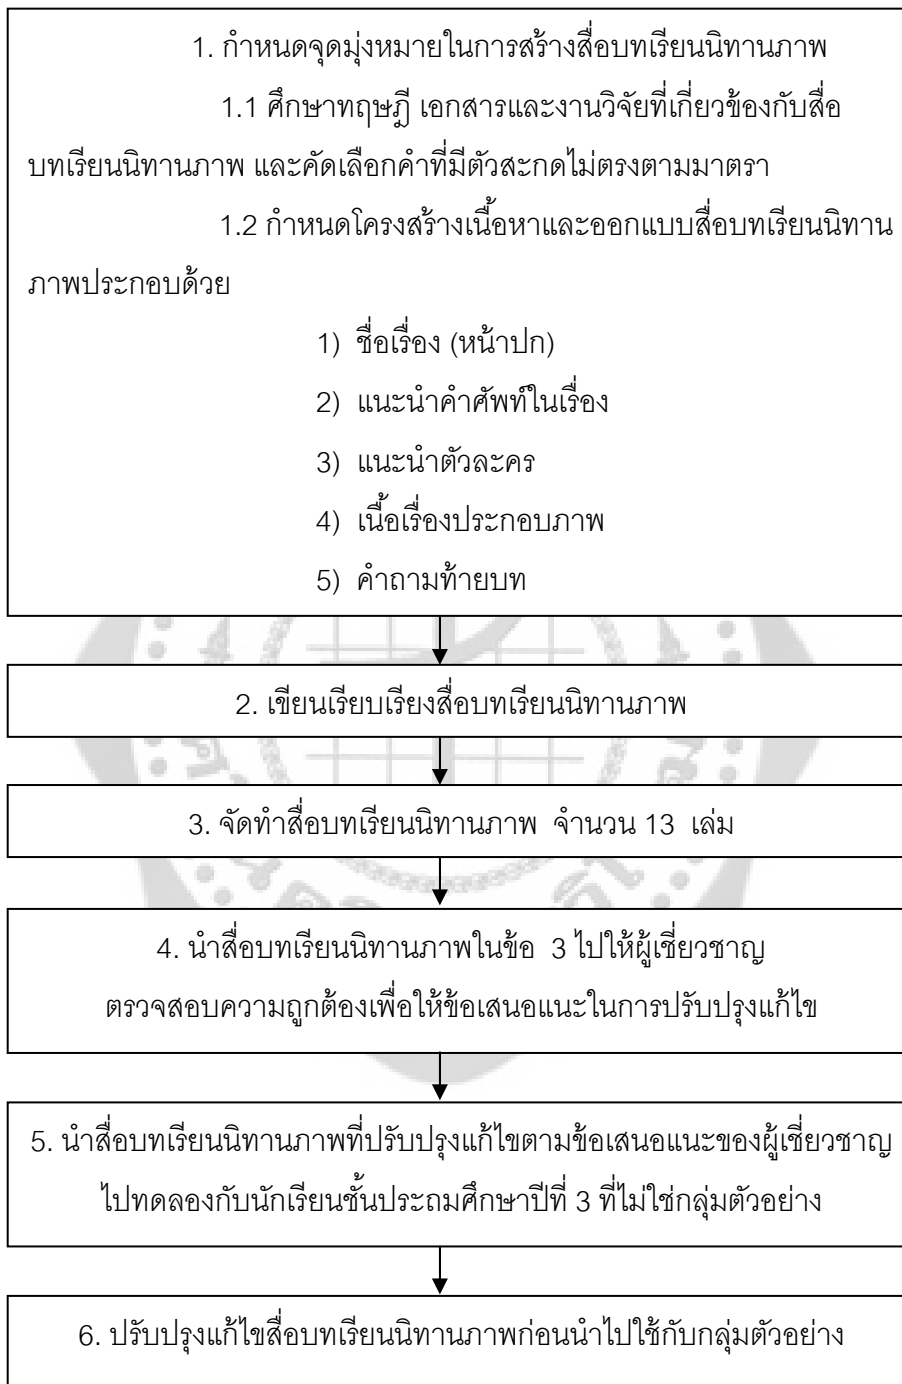 1. กำหนดจุดมุ่งหมายในการสร้างสื่อบทเรียนนิทานภาพ
1.1 ศึกษาทฤษฎี เอกสารและงานวิจัยที่เกี่ยวข้องกับสื่อ
บทเรียนนิทานภาพ และคัดเลือกคำที่มีตัวสะกดไม่ตรงตามมาตรา
1.2 กำหนดโครงสร้างเนื้อหาและออกแบบสื่อบทเรียนนิทาน
ภาพประกอบด้วย
1) ชื่อเรื่อง (หน้าปก)
2) แนะนำคำศัพท์ในเรื่อง
3) แนะนำตัวละคร
4) เนื้อเรื่องประกอบภาพ
5) คำถามท้ายบท
2. เขียนเรียบเรียงสื่อบทเรียนนิทานภาพ
3. จัดทำสื่อบทเรียนนิทานภาพ จำนวน 13 เล่ม
4. นำสื่อบทเรียนนิทานภาพในข้อ 3 ไปให้ผู้เชี่ยวชาญ
ตรวจสอบความถูกต้องเพื่อให้ข้อเสนอแนะในการปรับปรุงแก้ไข
5. นำสื่อบทเรียนนิทานภาพที่ปรับปรุงแก้ไขตามข้อเสนอแนะของผู้เชี่ยวชาญ
ไปทดลองกับนักเรียนชั้นประถมศึกษาปีที่ 3 ที่ไม่ใช่กลุ่มตัวอย่าง
6. ปรับปรุงแก้ไขสื่อบทเรียนนิทานภาพก่อนนำไปใช้กับกลุ่มตัวอย่าง